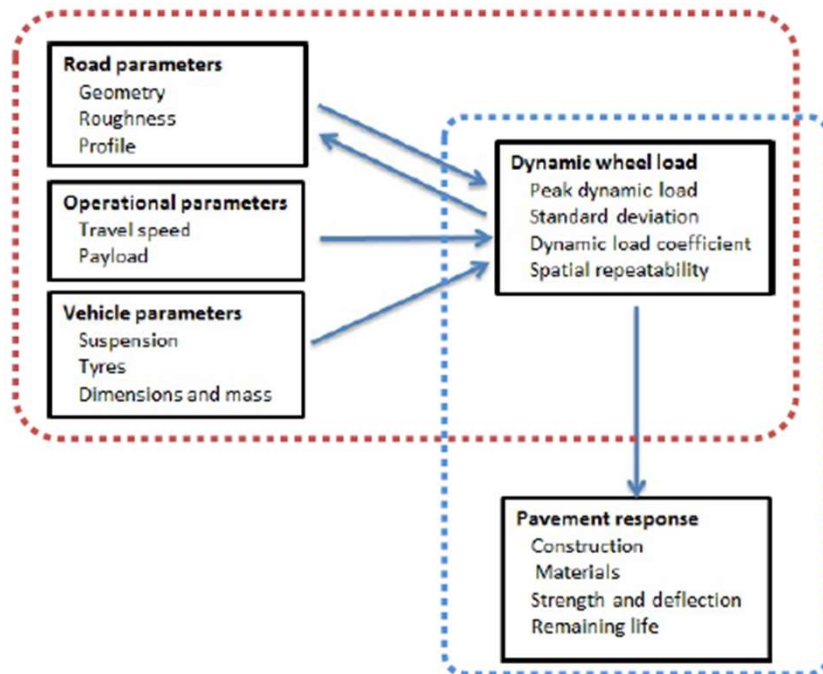 Road parameters
Geometry
Roughness
Profile
Operational parameters
Travel speed
Payload
Vehicle parameters
Suspension
Tyres
Dimensions and mass
Dynamic wheel load
Peak dynamic load
Standard deviation
Dynamic load coefficient
Spatial repeatability
Pavement response
Construction
Materials
Strength and deflection
Remaining life